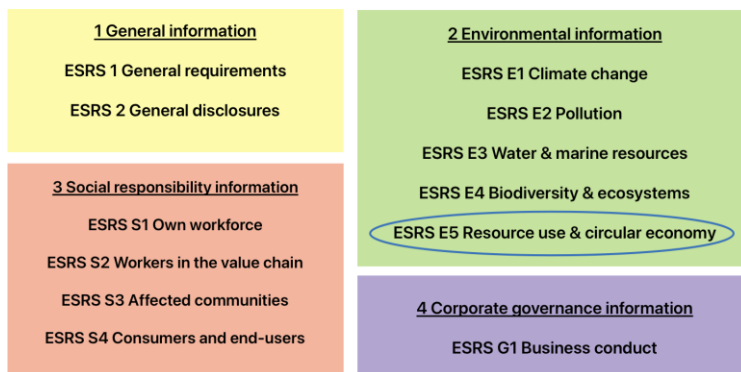 1 General information
ESRS 1 General requirements
ESRS 2 General disclosures
2 Environmental information
ESRS E1 Climate change
ESRS E2 Pollution
ESRS E3 Water & marine resources
ESRS E4 Biodiversity & ecosystems
ESRS E5 Resource use & circular economy
3 Social responsibility information
ESRS S1 Own workforce
ESRS S2 Workers in the value chain
ESRS S3 Affected communities
ESRS S4 Consumers and end-users
4 Corporate governance information
ESRS G1 Business conduct